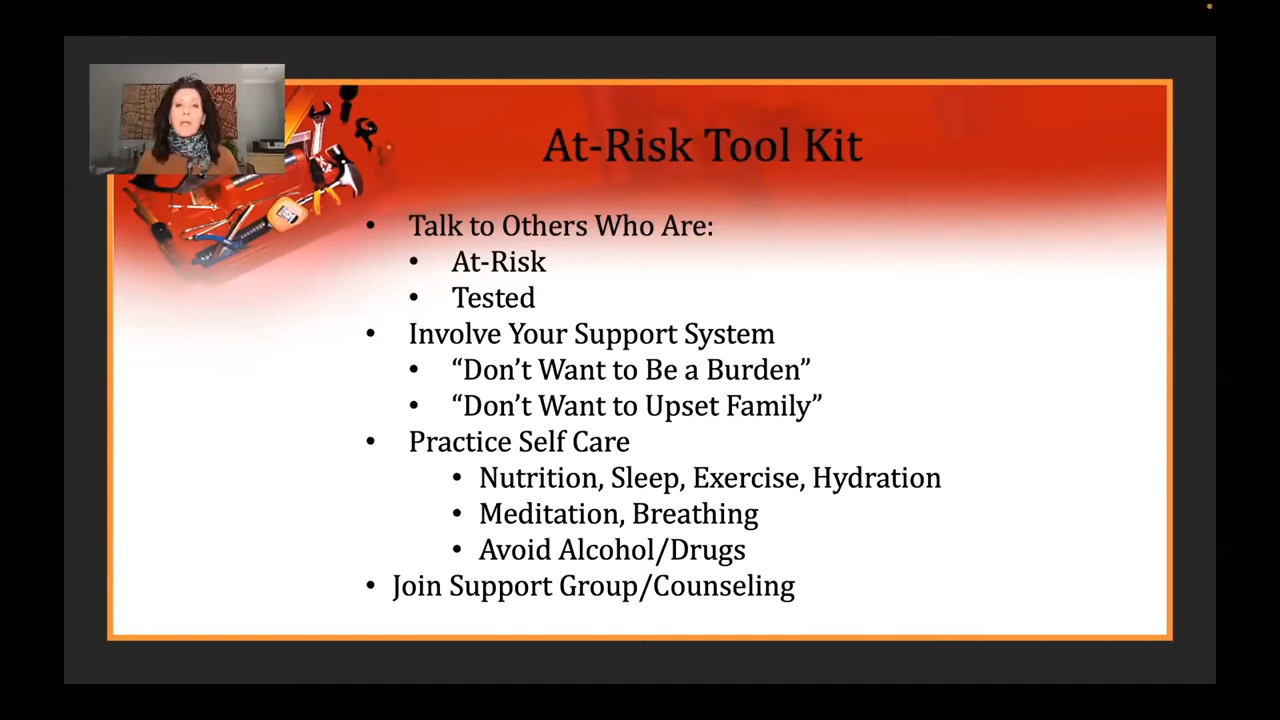 At-Risk Tool Kit
• Talk to Others Who Are:
• At-Risk
• Tested
• Involve Your Support System
• “Don’t Want to Be a Burden”
• “Don’t Want to Upset Family”
• Practice Self Care
• Nutrition, Sleep, Exercise, Hydration
• Meditation, Breathing
• Avoid Alcohol/Drugs
• Join Support Group/Counseling